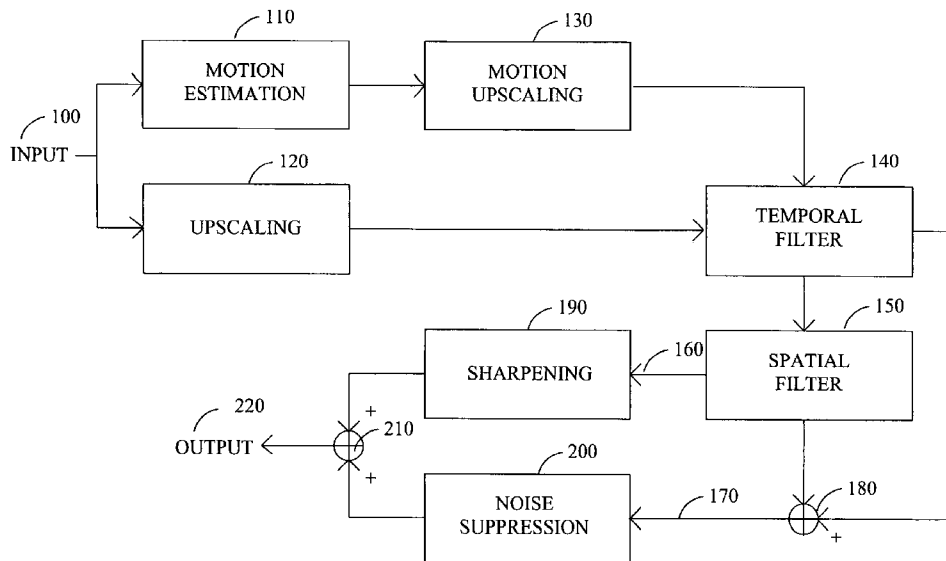 110
130
MOTION
ESTIMATION
MOTION
UPSCALING
100
INPUT
120
140
UPSCALING
TEMPORAL
FILTER
190
150
160
SHARPENING
SPATIAL
FILTER
220
+
OUTPUT
210
200
+
170
180
NOISE
SUPPRESSION
+